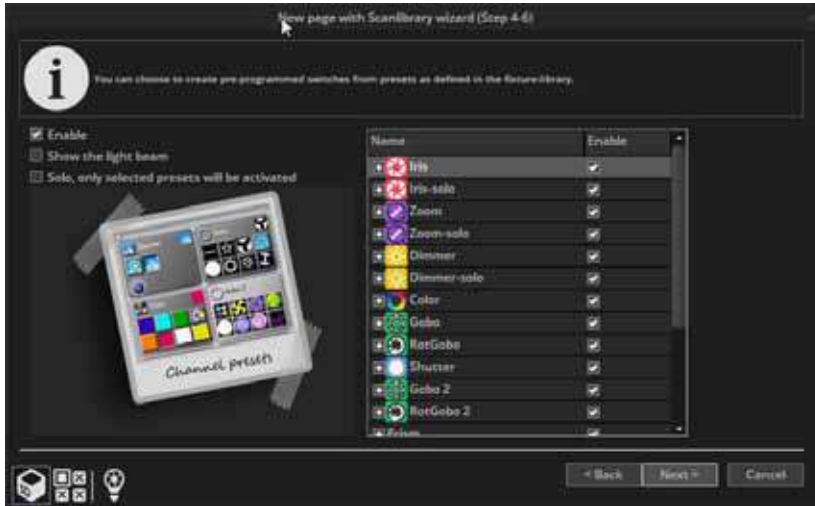 New page with Scanlibrary wizard (Step 4-6)
You can choose to create pre-programmed switches from presets as defined in the fixture-library.
Enable
Show the light beam
Solo, only selected presets will be activated
Channel presets
Name Enable
Iris
Iris-solo
Zoom
Zoom-solo
Dimmer
Dimmer-solo
Color
Gobo
RotGobo
Shutter
Gobo 2
RotGobo 2
Prism
< Back Next > Cancel